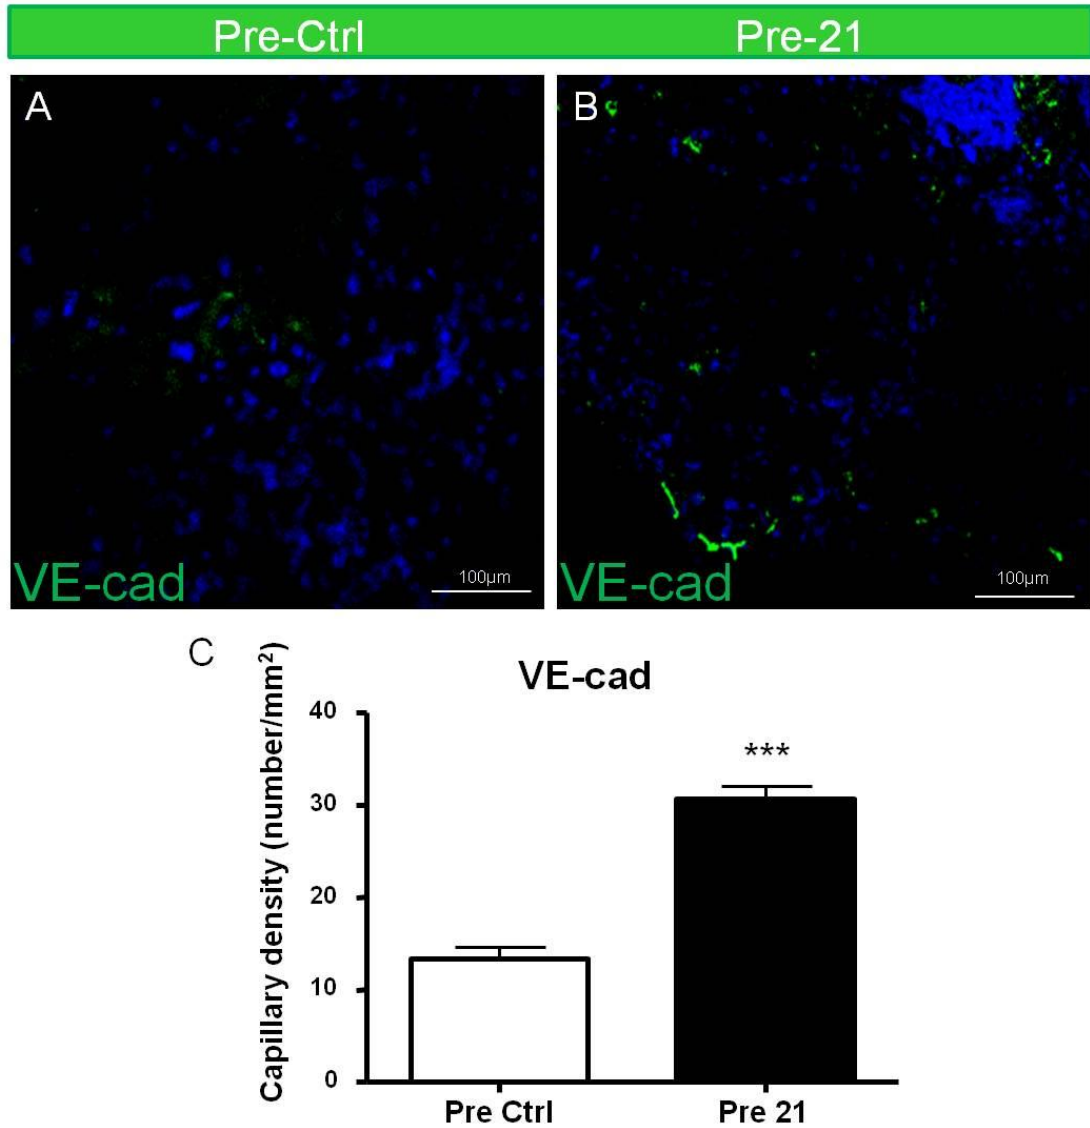 Pre-Ctrl Pre-21
A B
VE-cad 100µm VE-cad 100µm
C
VE-cad
Capillary density (number/mm²)
40
***
30
20
10
0
Pre Ctrl Pre 21